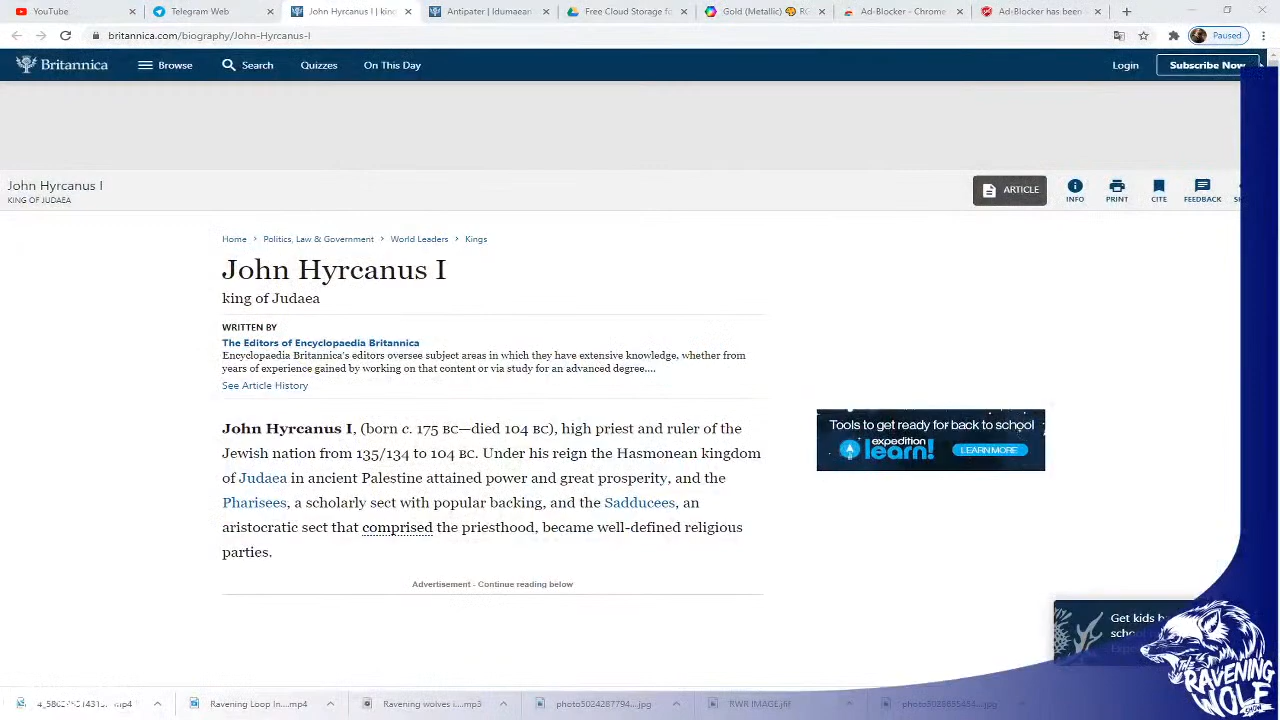 YouTube
Telegram Web
John Hyrcanus I | kin
Antipater | Idumaean
Free Cloud Storage fo
Gold (Metallic)
Ad-Blocker - Chrome
Ad-Blocker has been
britannica.com/biography/John-Hyrcanus-I
Paused
Britannica
Browse
Search
Quizzes
On This Day
Login
Subscribe Now
John Hyrcanus I
KING OF JUDAEA
ARTICLE
INFO
PRINT
CITE
FEEDBACK
Home > Politics, Law & Government > World Leaders > Kings
John Hyrcanus I
king of Judaea
WRITTEN BY
The Editors of Encyclopaedia Britannica
Encyclopaedia Britannica's editors oversee subject areas in which they have extensive knowledge, whether from
years of experience gained by working on that content or via study for an advanced degree....
See Article History
John Hyrcanus I, (born c. 175 BC—died 104 BC), high priest and ruler of the
Jewish nation from 135/134 to 104 BC. Under his reign the Hasmonean kingdom
of Judaea in ancient Palestine attained power and great prosperity, and the
Pharisees, a scholarly sect with popular backing, and the Sadducees, an
aristocratic sect that comprised the priesthood, became well-defined religious
parties.
Tools to get ready for back to school
expedition
learn!
LEARN MORE
Advertisement - Continue reading below
Get kids b
school
THE
RAVENING
WOLF
Ravening Loop In....mp4
Ravening wolves i....mp3
photo5024287794...jpg
RWR IMAGE.jfif